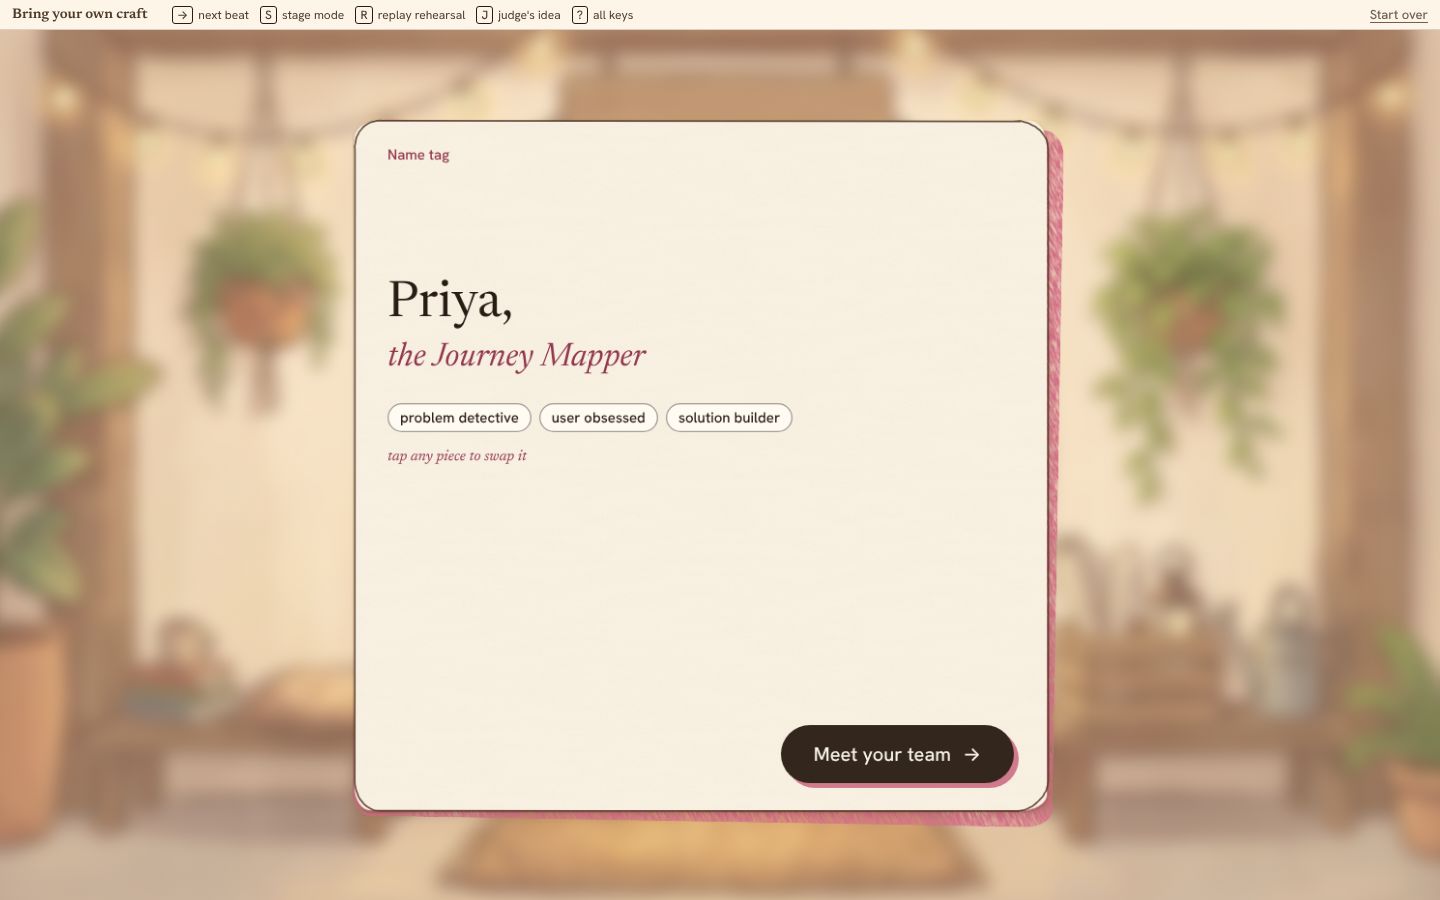 Bring your own craft → next beat S stage mode R replay rehearsal J judge's idea ? all keys Start over
Name tag
Priya,
the Journey Mapper
problem detective user obsessed solution builder
tap any piece to swap it
Meet your team →